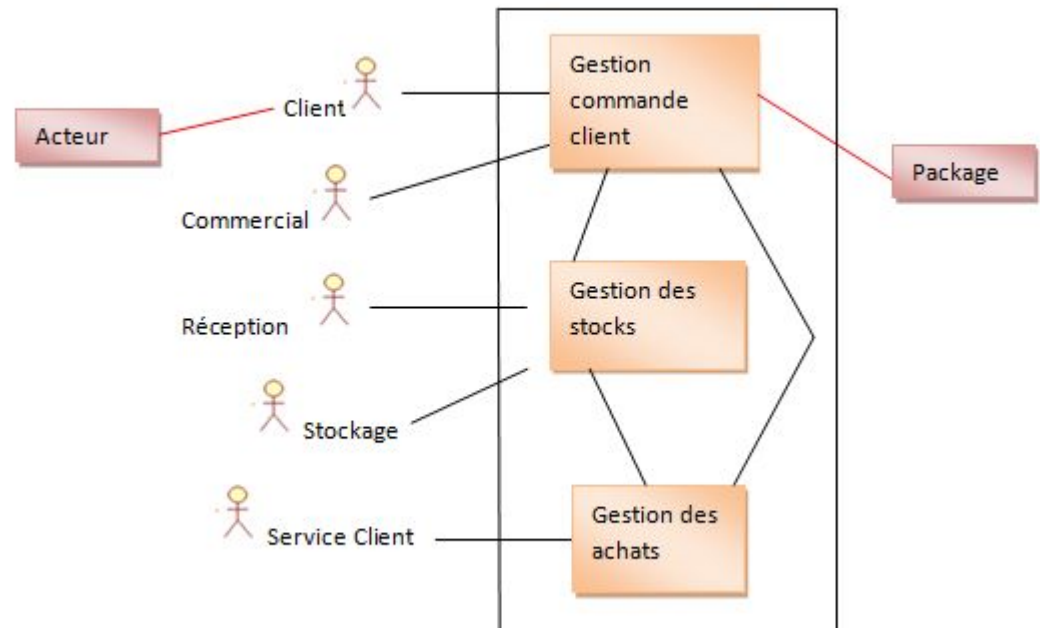 Gestion
commande
client
Client
Acteur
Package
Commercial
Gestion des
stocks
Réception
Stockage
Gestion des
achats
Service Client